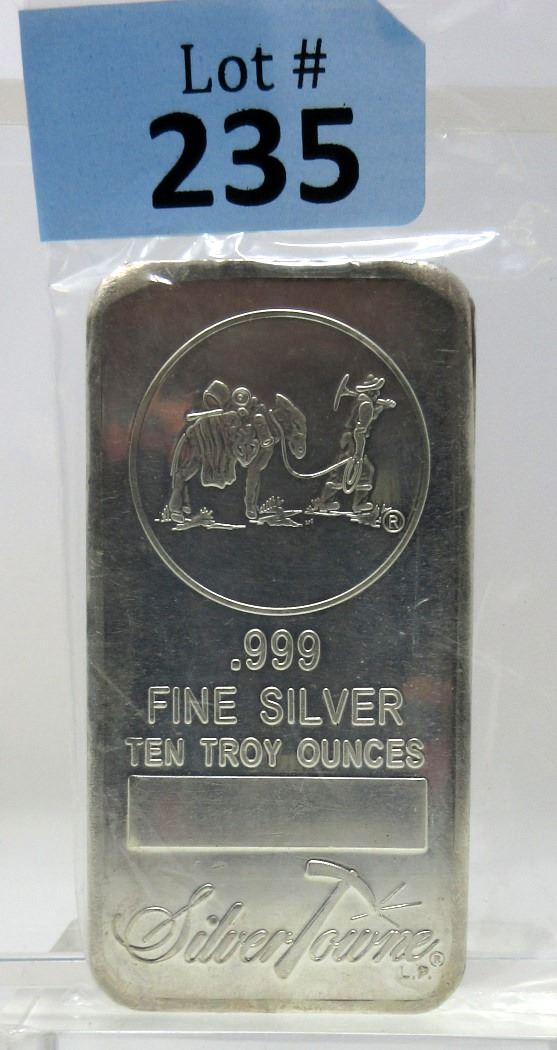 Lot #
235
®
.999
FINE SILVER
TEN TROY OUNCES
SilverTowne®
L.P.